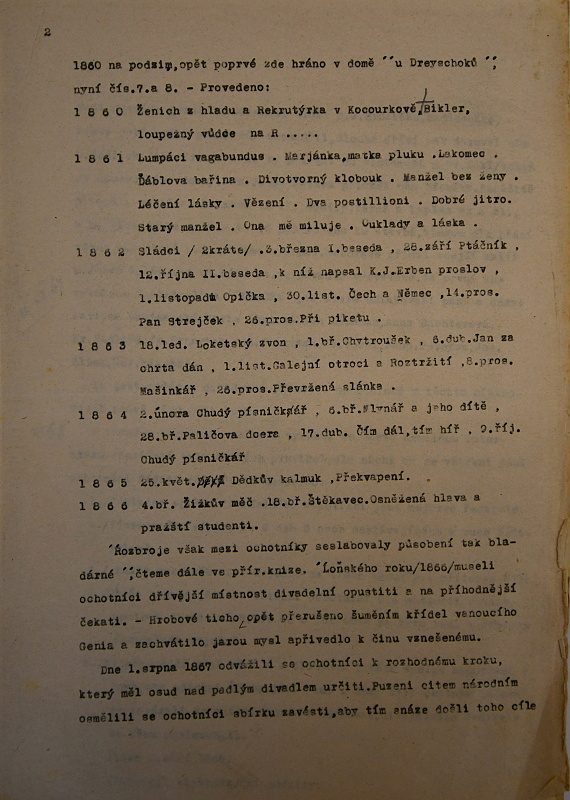 2
1860 na podzim,opět poprvé zde hráno v domě ˝u Dreyschoků ˝,
nyní čís.7.a 8. - Provedeno:
1 8 6 0 Ženich z hladu a Rekrutýrka v Kocourkově,Bikler,
loupežný vůdce na R .....
1 8 6 1 Lumpáci vagabundus . Marjánka,matka pluku .Lakomec .
Ďáblova bařina . Divotvorný klobouk . Manžel bez ženy .
Léčení lásky . Vězení . Dva postillioni . Dobré jitro.
Starý manžel . Ona mě miluje . Ouklady a láska .
1 8 6 2 Sládci / 2kráte/ .3.března I.beseda , 28.září Ptáčník ,
12.října II.beseda ,k níž napsal K.J.Erben proslov ,
1.listopadu Opička , 30.list. Čech a Němec ,14.pros.
Pan Strejček , 26.pros.Při piketu .
1 8 6 3 18.led. Loketský zvon , 1.bř.Chytroušek , 6.dub.Jan za
chrta dán , 1.list.Galejní otroci a Roztržití ,8.pros.
Mašinkář , 26.pros.Převržená slánka .
1 8 6 4 2.února Chudý písničkář , 6.bř.Mlynář a jeho dítě ,
28.bř.Paličova dcera , 17.dub. Čím dál,tím híř , 9.říj.
Chudý písničkář
1 8 6 5 25.květ. Dědkův kalmuk ,Překvapení.
1 8 6 6 4.bř. Žižkův měč .18.bř.Štěkavec.Osněžená hlava a
pražští studenti.
˝Rozbroje však mezi ochotníky seslabovaly působení tak bla-
dárné ˝,čteme dále ve přír.knize. ˝Loňského roku/1866/museli
ochotníci dřívější místnost divadelní opustiti a na příhodnější
čekati. - Hrobové ticho opět přerušeno šuměním křídel vanoucího
Genia a zachvátilo jarou mysl apřivedlo k činu vznešenému.
Dne 1.srpna 1867 odvážili se ochotníci k rozhodnému kroku,
který měl osud nad padlým divadlem určiti.Puzeni citem národním
osmělili se ochotníci sbírku zavésti,aby tím snáze došli toho cíle